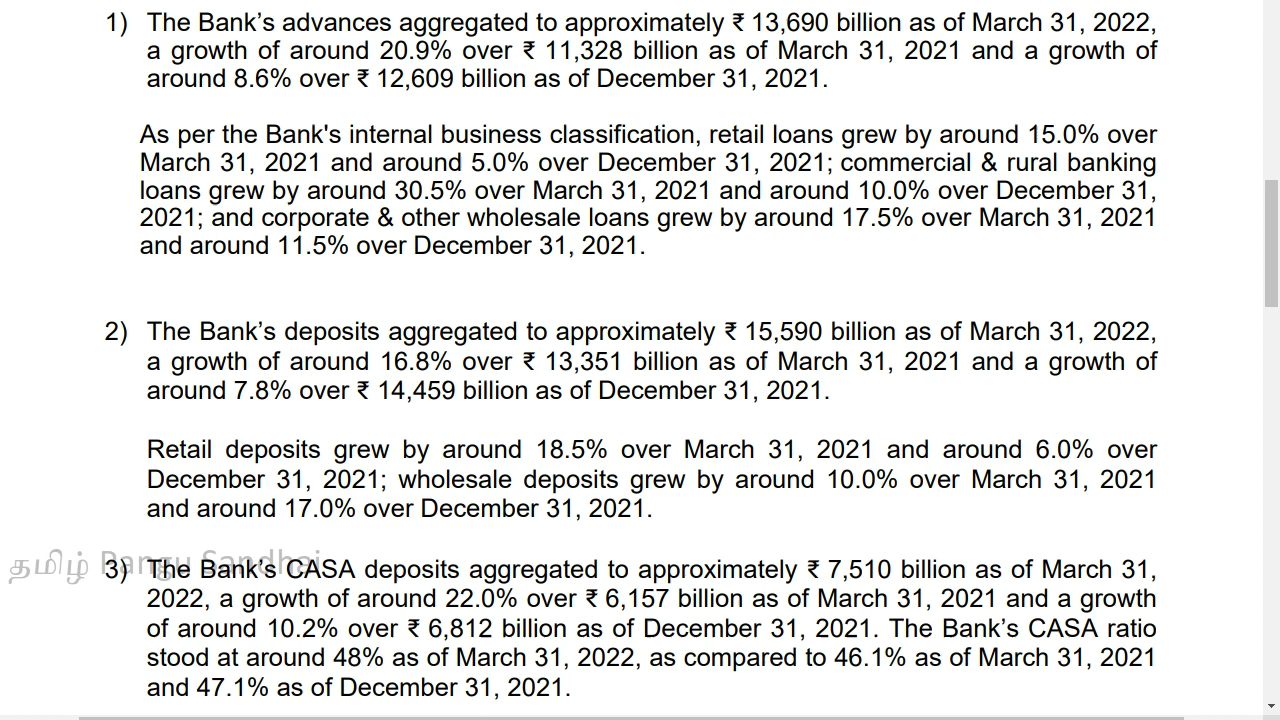 1) The Bank’s advances aggregated to approximately ₹ 13,690 billion as of March 31, 2022,
a growth of around 20.9% over ₹ 11,328 billion as of March 31, 2021 and a growth of
around 8.6% over ₹ 12,609 billion as of December 31, 2021.
As per the Bank's internal business classification, retail loans grew by around 15.0% over
March 31, 2021 and around 5.0% over December 31, 2021; commercial & rural banking
loans grew by around 30.5% over March 31, 2021 and around 10.0% over December 31,
2021; and corporate & other wholesale loans grew by around 17.5% over March 31, 2021
and around 11.5% over December 31, 2021.
2) The Bank’s deposits aggregated to approximately ₹ 15,590 billion as of March 31, 2022,
a growth of around 16.8% over ₹ 13,351 billion as of March 31, 2021 and a growth of
around 7.8% over ₹ 14,459 billion as of December 31, 2021.
Retail deposits grew by around 18.5% over March 31, 2021 and around 6.0% over
December 31, 2021; wholesale deposits grew by around 10.0% over March 31, 2021
and around 17.0% over December 31, 2021.
தமிழ் Pangu Sandhai
3) The Bank’s CASA deposits aggregated to approximately ₹ 7,510 billion as of March 31,
2022, a growth of around 22.0% over ₹ 6,157 billion as of March 31, 2021 and a growth
of around 10.2% over ₹ 6,812 billion as of December 31, 2021. The Bank’s CASA ratio
stood at around 48% as of March 31, 2022, as compared to 46.1% as of March 31, 2021
and 47.1% as of December 31, 2021.